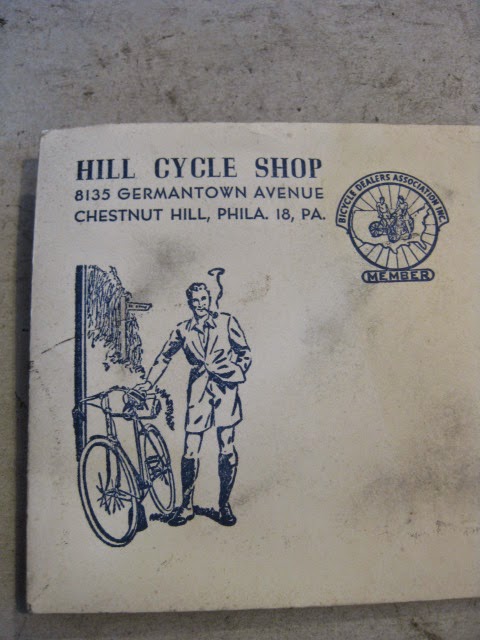 HILL CYCLE SHOP
8135 GERMANTOWN AVENUE
CHESTNUT HILL, PHILA. 18, PA.
BICYCLE DEALERS ASSOCIATION INC.
MEMBER